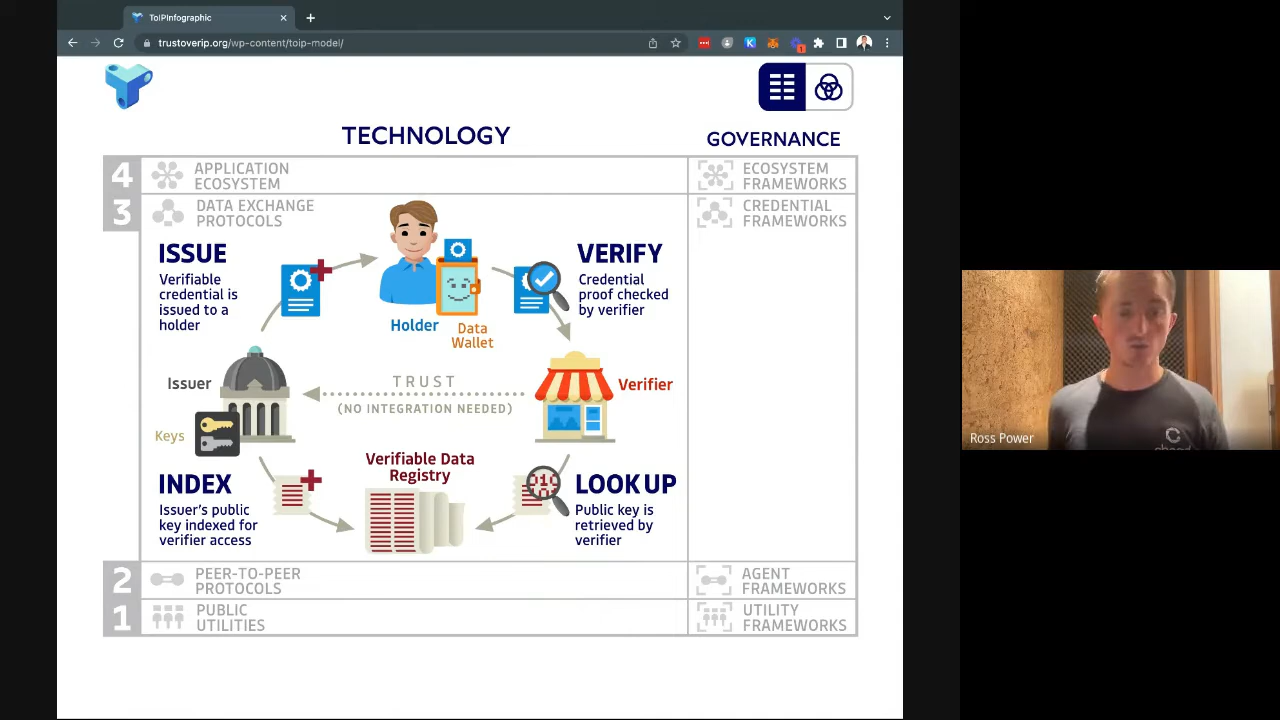 ToIPInfographic
trustoverip.org/wp-content/toip-model/
1
TECHNOLOGY
GOVERNANCE
4
APPLICATION
ECOSYSTEM
ECOSYSTEM
FRAMEWORKS
3
DATA EXCHANGE
PROTOCOLS
CREDENTIAL
FRAMEWORKS
ISSUE
Verifiable
credential is
issued to a
holder
Holder
Data
Wallet
VERIFY
Credential
proof checked
by verifier
Issuer
Keys
TRUST
(NO INTEGRATION NEEDED)
Verifier
INDEX
Issuer's public
key indexed for
verifier access
Verifiable Data
Registry
LOOK UP
Public key is
retrieved by
verifier
2
PEER-TO-PEER
PROTOCOLS
AGENT
FRAMEWORKS
1
PUBLIC
UTILITIES
UTILITY
FRAMEWORKS
Ross Power